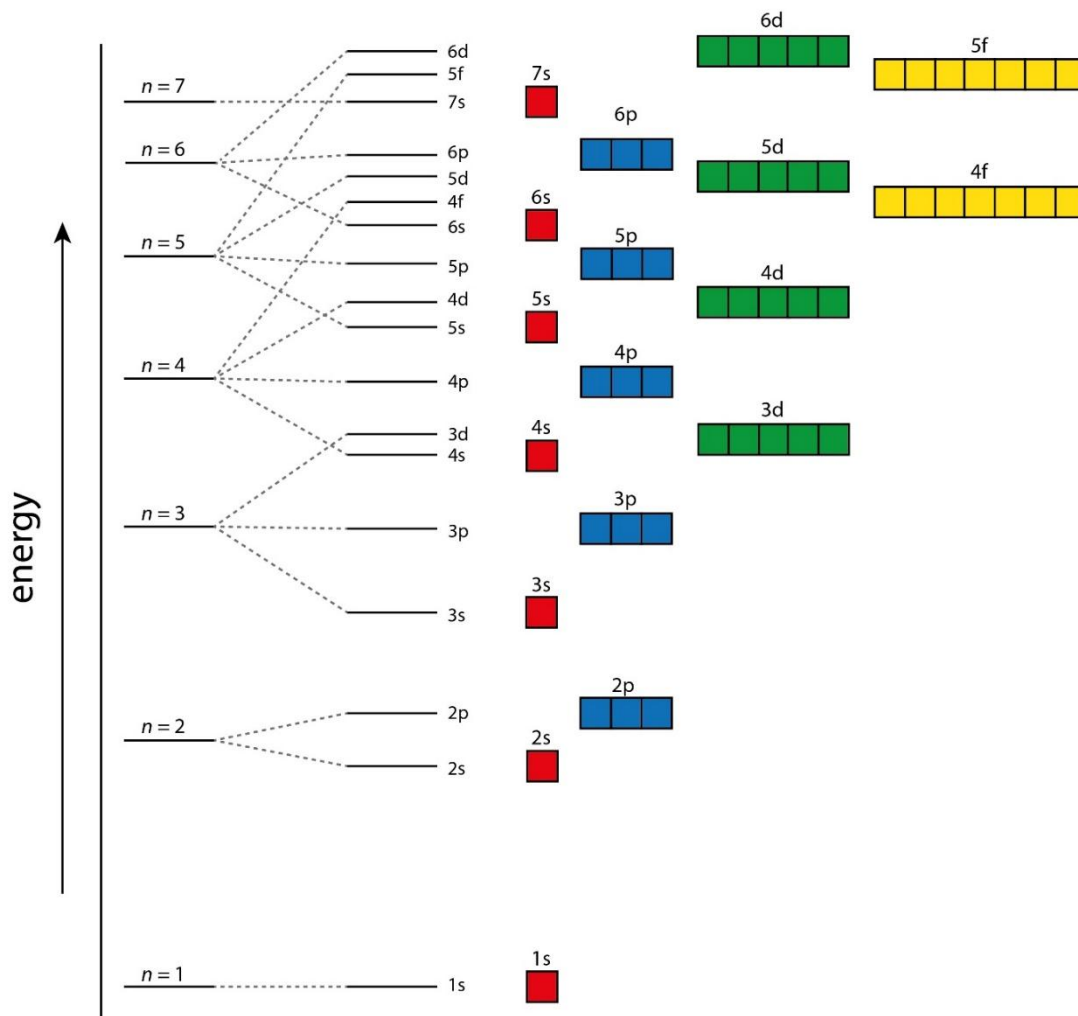 energy
n = 7
n = 6
n = 5
n = 4
n = 3
n = 2
n = 1
6d
5f
7s
6p
5d
4f
6s
5p
4d
5s
4p
3d
4s
3p
3s
2p
2s
1s
7s
6s
5s
4s
3s
2s
1s
6p
5p
4p
3p
2p
6d
5d
4d
3d
5f
4f